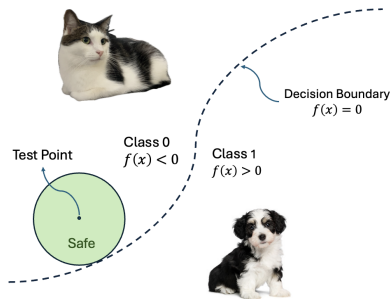 Decision Boundary
f(x) = 0
Class 0
f(x) < 0
Class 1
f(x) > 0
Test Point
Safe